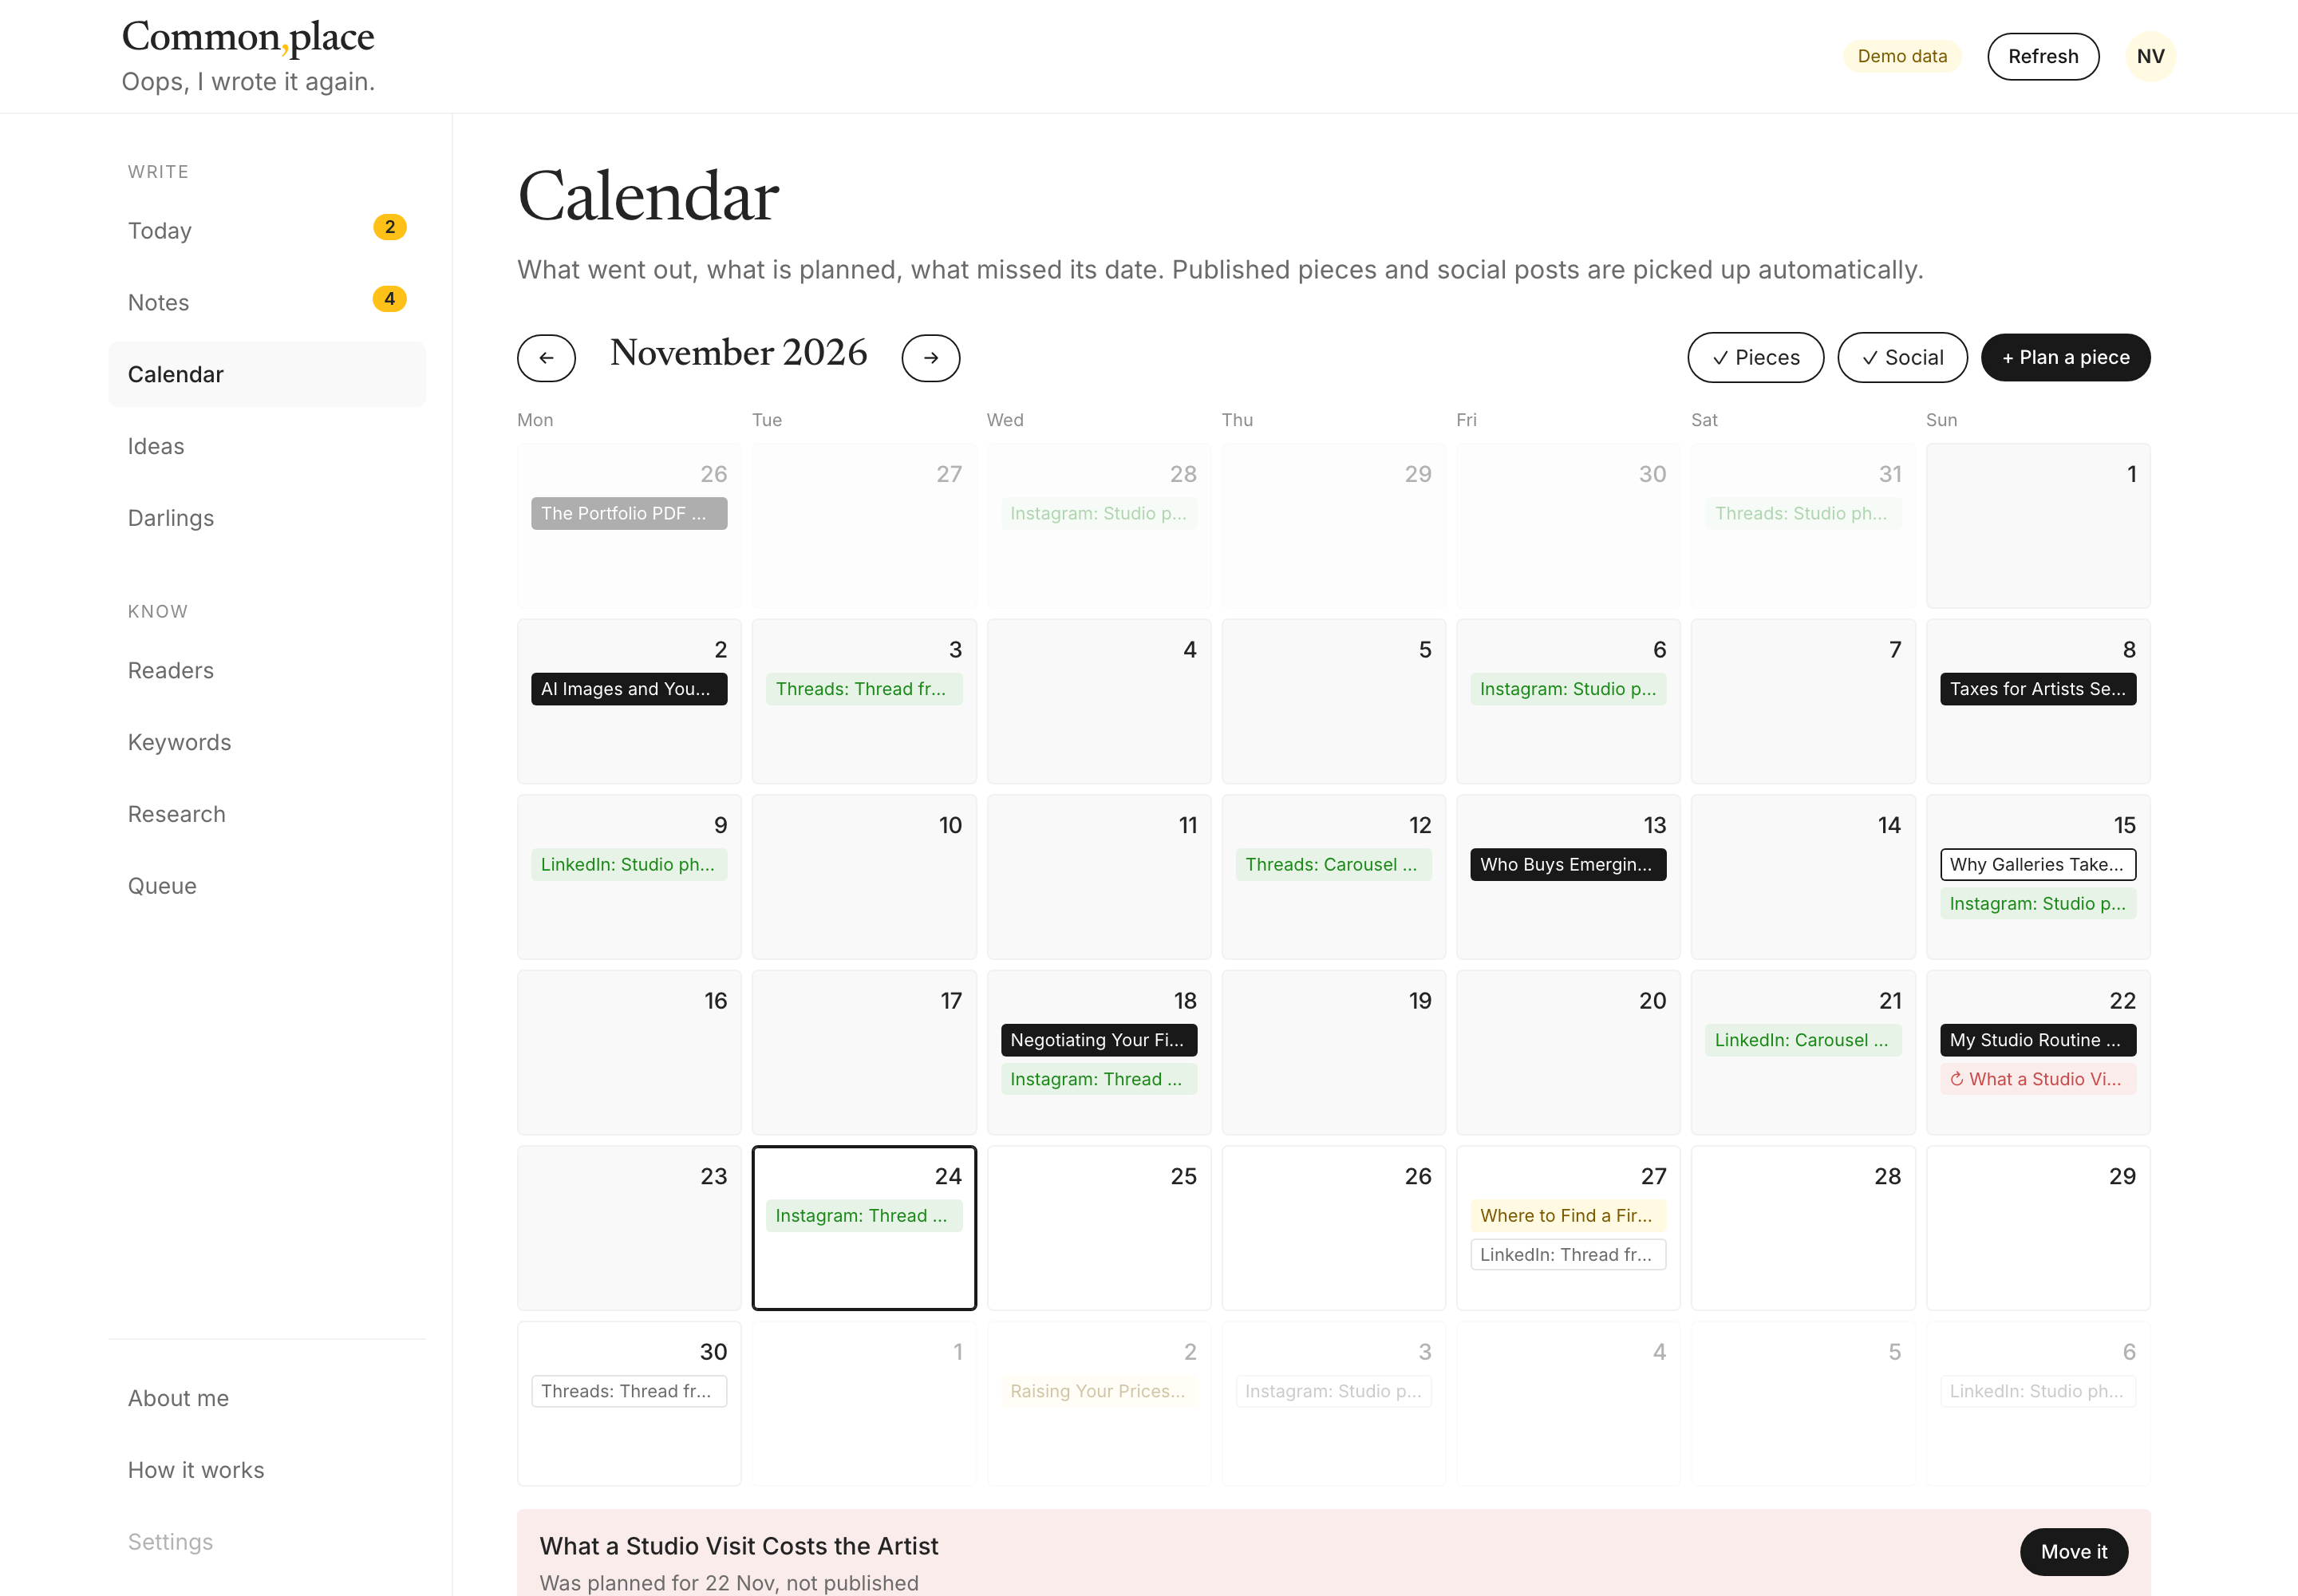 Common,place
Oops, I wrote it again.
Demo data
Refresh
NV
WRITE
Today
2
Notes
4
Calendar
Ideas
Darlings
KNOW
Readers
Keywords
Research
Queue
About me
How it works
Settings
Calendar
What went out, what is planned, what missed its date. Published pieces and social posts are picked up automatically.
← November 2026 →
✓ Pieces
✓ Social
+ Plan a piece
Mon Tue Wed Thu Fri Sat Sun
26 27 28 29 30 31 1
The Portfolio PDF ...
Instagram: Studio p...
Threads: Studio ph...
2 3 4 5 6 7 8
AI Images and You...
Threads: Thread fr...
Instagram: Studio p...
Taxes for Artists Se...
9 10 11 12 13 14 15
LinkedIn: Studio ph...
Threads: Carousel ...
Who Buys Emergin...
Why Galleries Take...
Instagram: Studio p...
16 17 18 19 20 21 22
Negotiating Your Fi...
Instagram: Thread ...
LinkedIn: Carousel ...
My Studio Routine ...
↻ What a Studio Vi...
23 24 25 26 27 28 29
Instagram: Thread ...
Where to Find a Fir...
LinkedIn: Thread fr...
30 1 2 3 4 5 6
Threads: Thread fr...
Raising Your Prices...
Instagram: Studio p...
LinkedIn: Studio ph...
What a Studio Visit Costs the Artist
Was planned for 22 Nov, not published
Move it